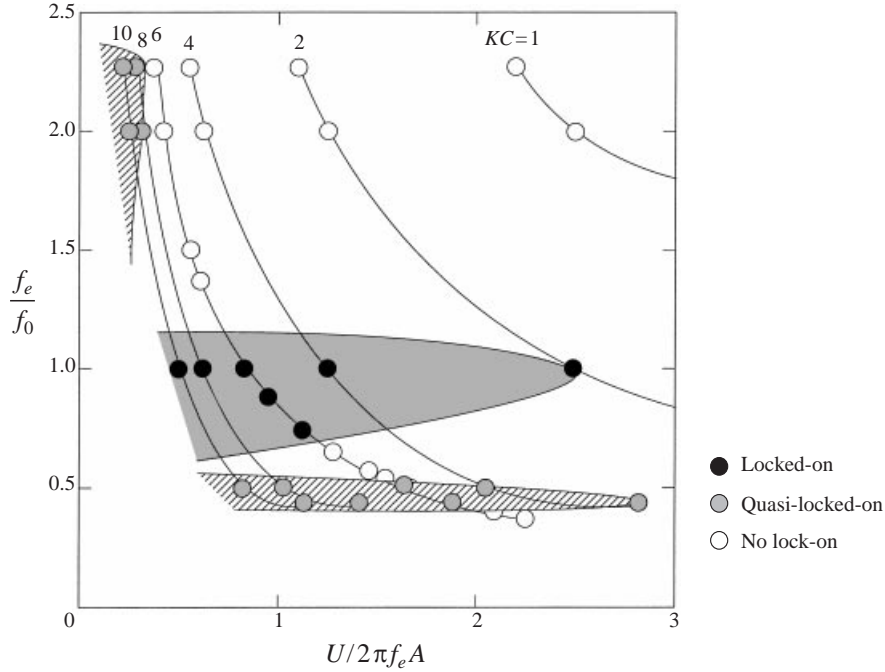 2.5
10 8 6
4
2
KC=1
2.0
1.5
f_e
f_0
1.0
0.5
0
1
2
3
U/2πf_eA
Locked-on
Quasi-locked-on
No lock-on